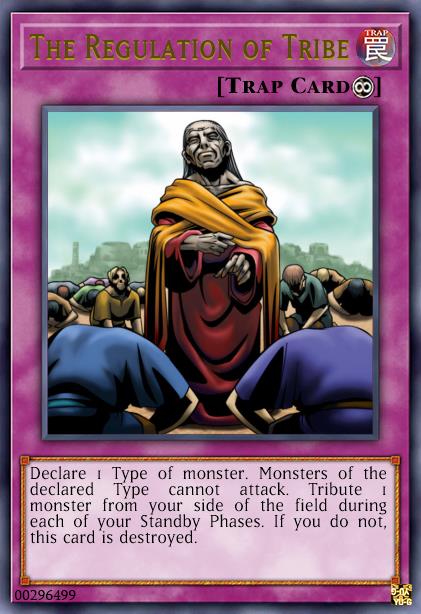 The Regulation of Tribe
TRAP
罠
[Trap Card∞]
Declare 1 Type of monster. Monsters of the
declared Type cannot attack. Tribute 1
monster from your side of the field during
each of your Standby Phases. If you do not,
this card is destroyed.
00296499